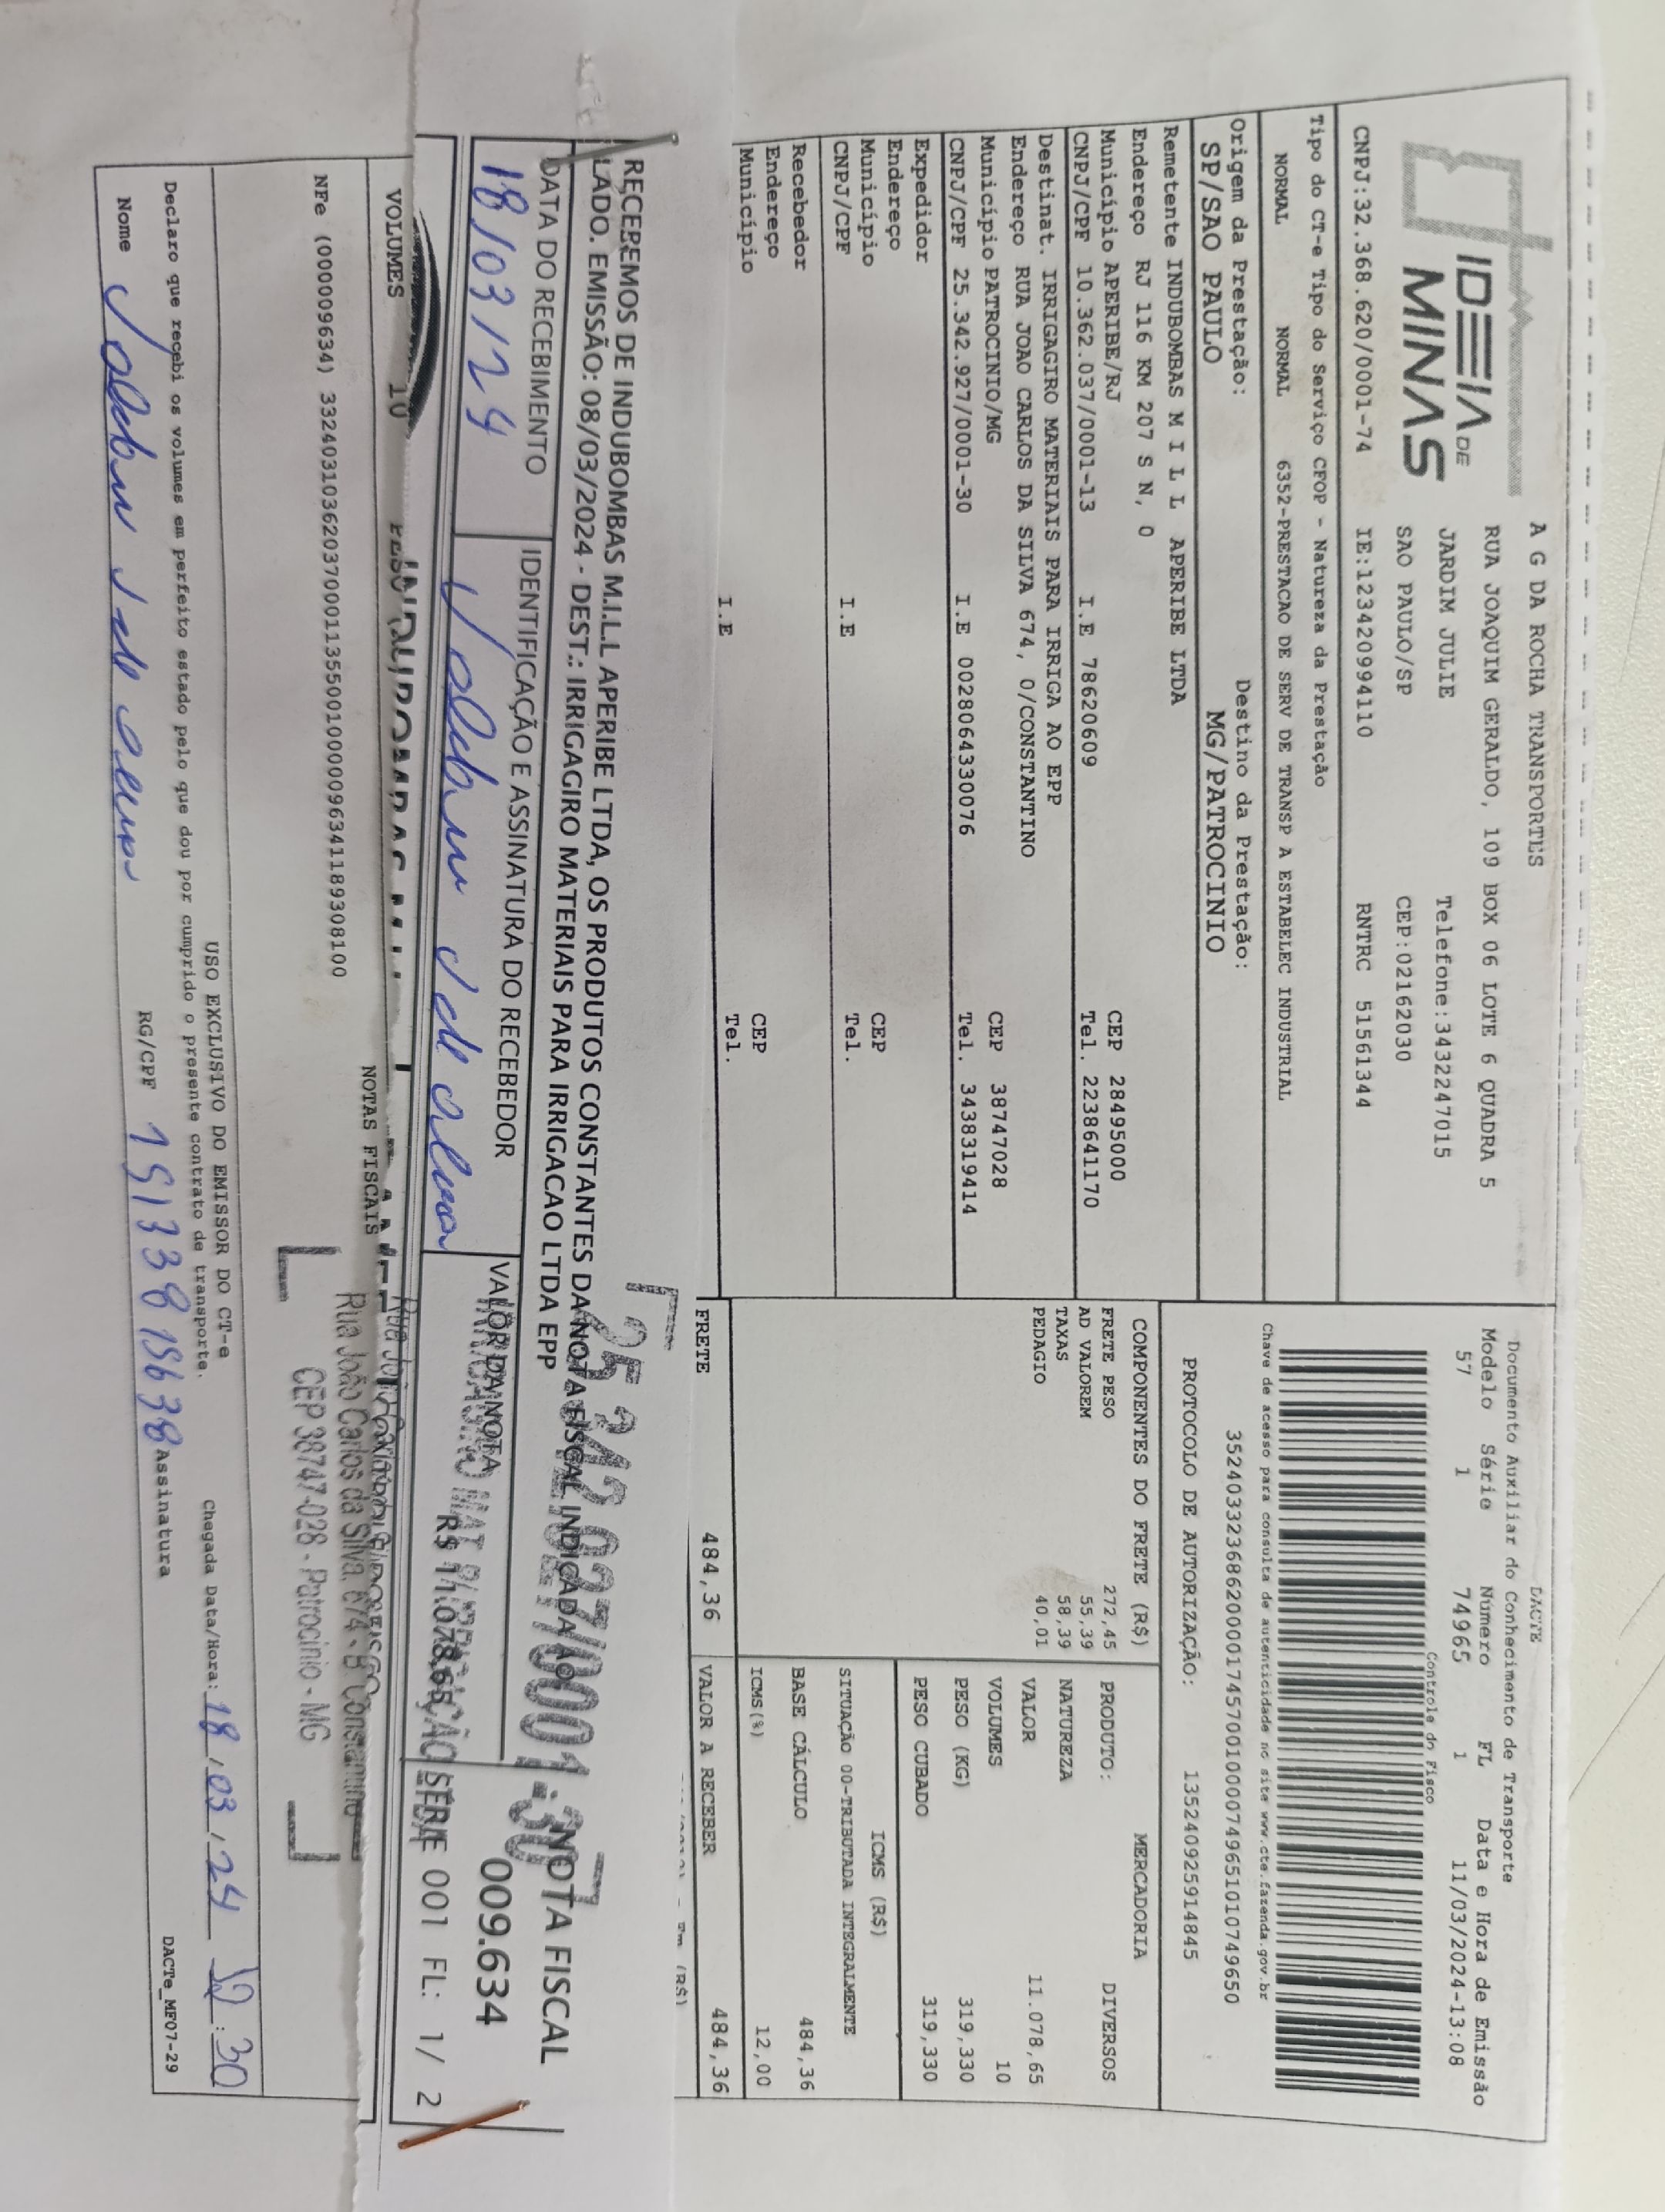 IDEIA DE
MINAS
A G DA ROCHA TRANSPORTES
RUA JOAQUIM GERALDO, 109 BOX 06 LOTE 6 QUADRA 5
JARDIM JULIE Telefone:3432247015
SAO PAULO/SP CEP:02162030
CNPJ:32.368.620/0001-74 IE:123420994110 RNTRC 51561344
DACTE
Documento Auxiliar do Conhecimento de Transporte
Modelo Série Número FL Data e Hora de Emissão
57 1 74965 1 11/03/2024-13:08
Controle do Fisco
Tipo do CT-e Tipo do Serviço CFOP - Natureza da Prestação
NORMAL NORMAL 6352-PRESTACAO DE SERV DE TRANSP A ESTABELEC INDUSTRIAL
Chave de acesso para consulta de autenticidade no site www.cte.fazenda.gov.br
35240332368620000174570010000749651010749650
Origem da Prestação: Destino da Prestação:
SP/SAO PAULO MG/PATROCINIO
PROTOCOLO DE AUTORIZAÇÃO: 135240925914845
Remetente INDUBOMBAS M I L L APERIBE LTDA
Endereço RJ 116 KM 207 S N, 0
Município APERIBE/RJ CEP 28495000
CNPJ/CPF 10.362.037/0001-13 I.E 78620609 Tel. 2238641170
Destinat. IRRIGAGIRO MATERIAIS PARA IRRIGA AO EPP
Endereço RUA JOAO CARLOS DA SILVA 674, 0/CONSTANTINO
Município PATROCINIO/MG CEP 38747028
CNPJ/CPF 25.342.927/0001-30 I.E 0028064330076 Tel. 3438319414
Expedidor
Endereço
Município CEP
CNPJ/CPF I.E Tel.
Recebedor
Endereço
Município I.E CEP
Tel.
COMPONENTES DO FRETE (R$)
FRETE PESO 272,45
AD VALOREM 55,39
TAXAS 58,39
PEDAGIO 40,01
MERCADORIA
PRODUTO: DIVERSOS
NATUREZA
VALOR 11.078,65
VOLUMES 10
PESO (KG) 319,330
PESO CUBADO 319,330
ICMS (R$)
SITUAÇÃO 00-TRIBUTADA INTEGRALMENTE
BASE CÁLCULO 484,36
ICMS(%) 12,00
FRETE 484,36 VALOR A RECEBER 484,36
RECEBEMOS DE INDUBOMBAS M.I.L.L APERIBE LTDA, OS PRODUTOS CONSTANTES DA NOTA FISCAL INDICADA AO
LADO. EMISSÃO: 08/03/2024 - DEST.: IRRIGAGIRO MATERIAIS PARA IRRIGACAO LTDA EPP
NOTA FISCAL
009.634
SÉRIE 001 FL: 1/ 2
DATA DO RECEBIMENTO IDENTIFICAÇÃO E ASSINATURA DO RECEBEDOR VALOR DA NOTA
18/03/24 R$ 11.078,65
25.342.927/0001-30
Rua João Carlos da Silva, 674 - B. Constantino
CEP 38747-028 - Patrocínio - MG
VOLUMES 10
NOTAS FISCAIS
NFe (000009634) 33240310362037000113550010000096341189308100
USO EXCLUSIVO DO EMISSOR DO CT-e
Declaro que recebi os volumes em perfeito estado pelo que dou por cumprido o presente contrato de transporte.
Chegada Data/Hora: 18/03/24 :30
Nome RG/CPF Assinatura
DACTe_MF07-29